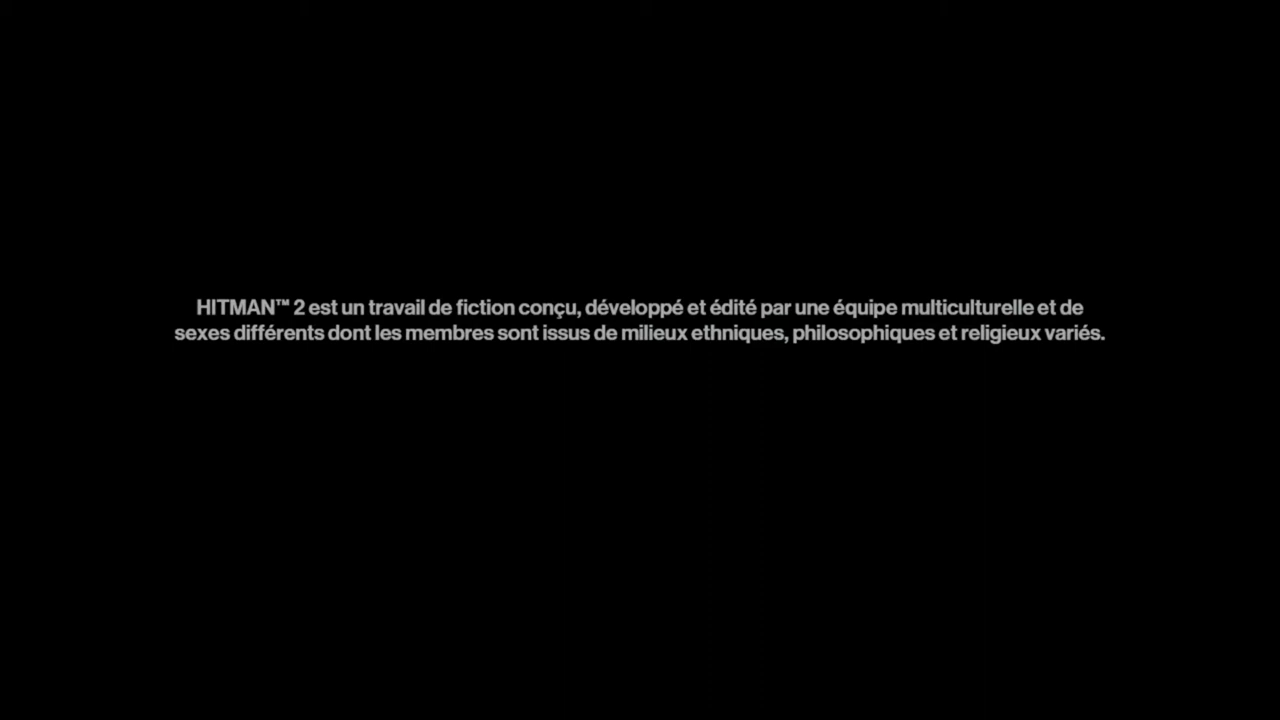 HITMAN™ 2 est un travail de fiction conçu, développé et édité par une équipe multiculturelle et de
sexes différents dont les membres sont issus de milieux ethniques, philosophiques et religieux variés.